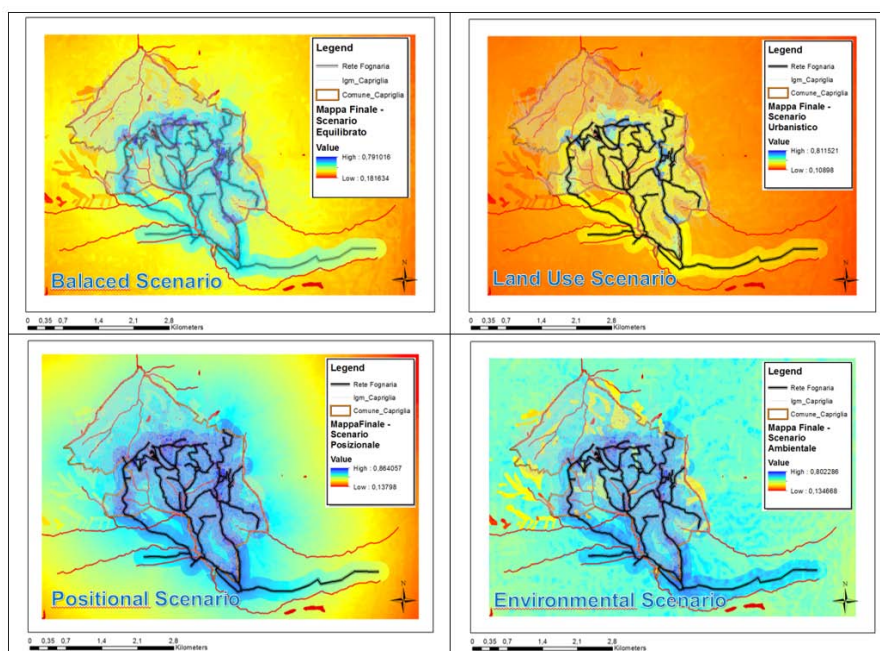 Legend
Rete Fognaria
Igm_Capriglia
Comune_Capriglia
Mappa Finale -
Scenario
Equilibrato
Value
High : 0,791016
Low : 0,181634
N
Balaced Scenario
0 0,35 0,7 1,4 2,1 2,8
Kilometers
Legend
Rete Fognaria
Igm_Capriglia
Comune_Capriglia
Mappa Finale -
Scenario
Urbanistico
Value
High : 0,811521
Low : 0,10898
N
Land Use Scenario
0 0,35 0,7 1,4 2,1 2,8
Kilometers
Legend
Rete Fognaria
Igm_Capriglia
Comune_Capriglia
MappaFinale -
Scenario
Posizionale
Value
High : 0,864057
Low : 0,13798
N
Positional Scenario
0 0,35 0,7 1,4 2,1 2,8
Kilometers
Legend
Rete Fognaria
Igm_Capriglia
Comune_Capriglia
Mappa Finale -
Scenario
Ambientale
Value
High : 0,802286
Low : 0,134668
N
Environmental Scenario
0 0,35 0,7 1,4 2,1 2,8
Kilometers